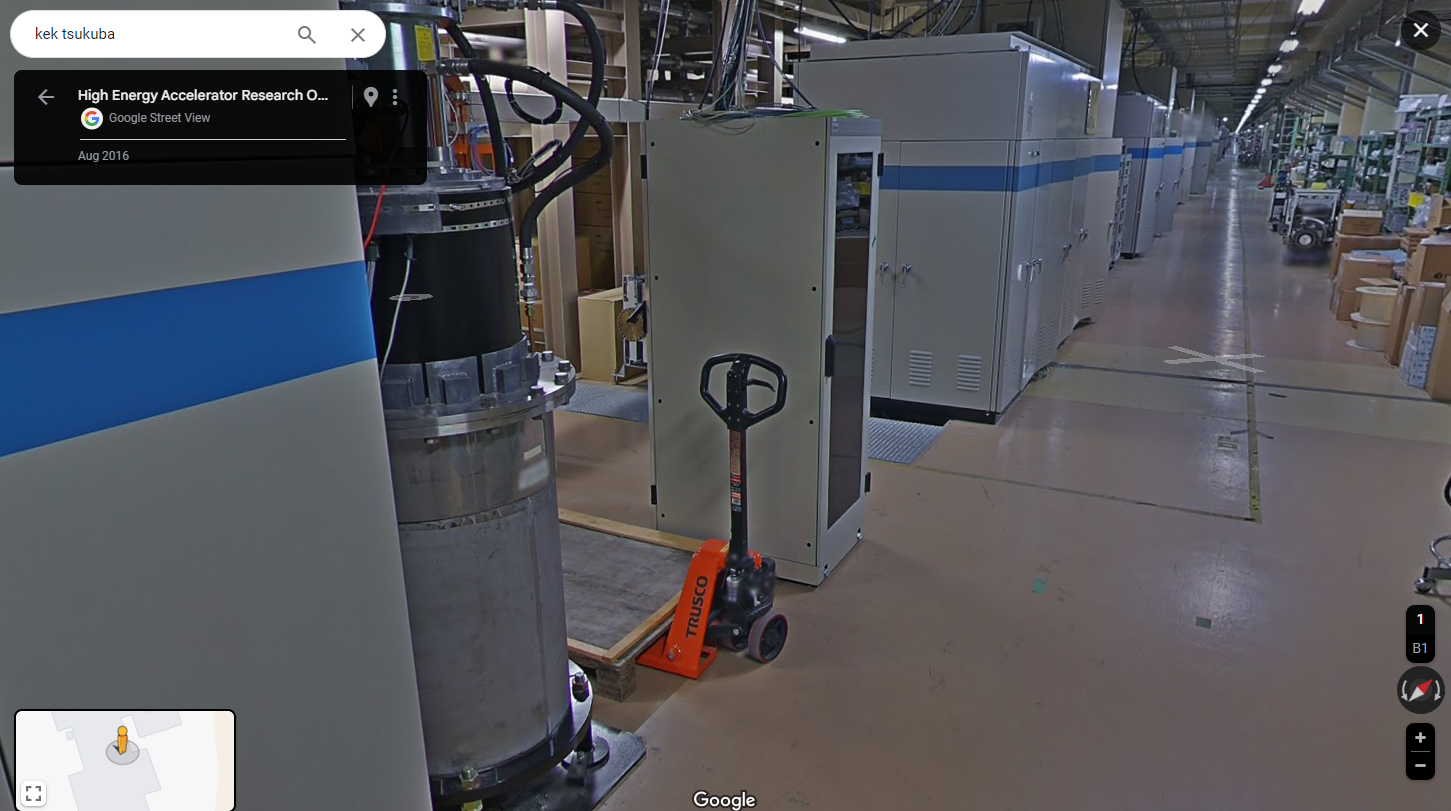 kek tsukuba
High Energy Accelerator Research O...
Google Street View
Aug 2016
TRUSCO
1
B1
Google